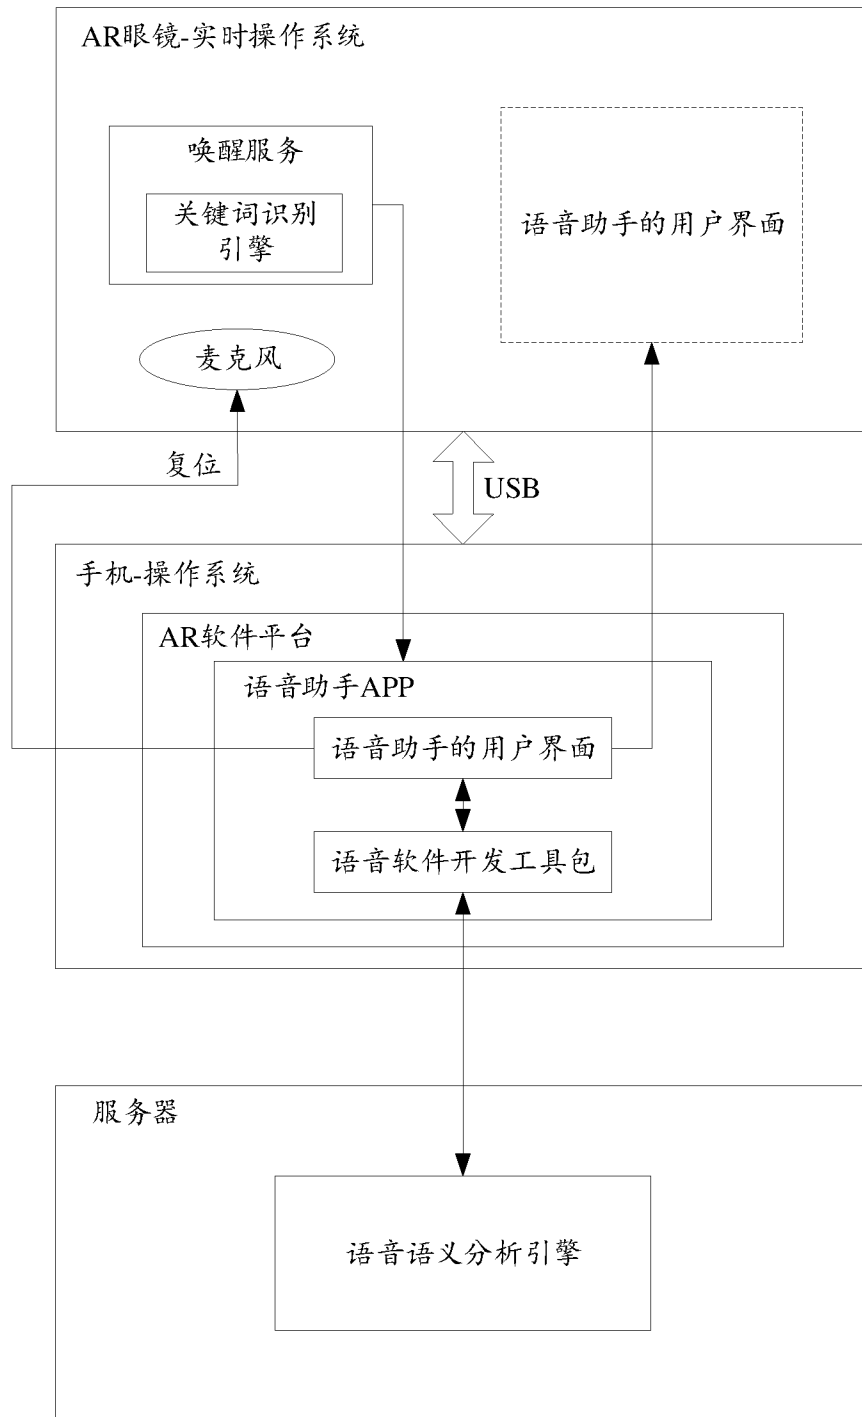 AR眼镜-实时操作系统
唤醒服务
关键词识别
引擎
语音助手的用户界面
麦克风
复位
USB
手机-操作系统
AR软件平台
语音助手APP
语音助手的用户界面
语音软件开发工具包
服务器
语音语义分析引擎